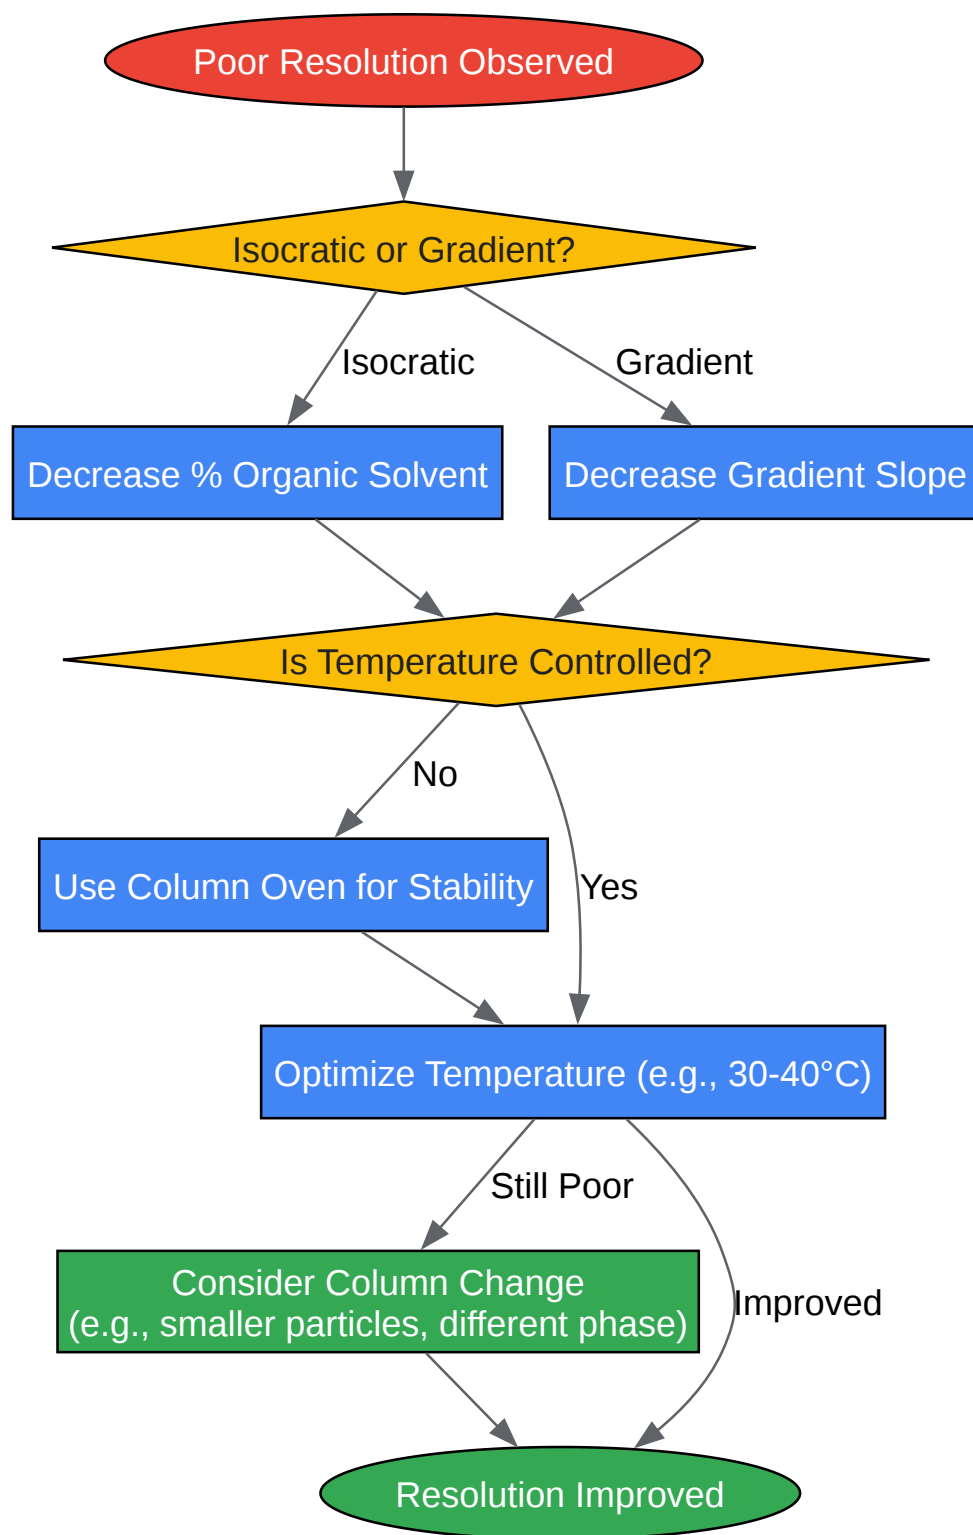 Poor Resolution Observed
Isocratic or Gradient?
Isocratic
Gradient
Decrease % Organic Solvent
Decrease Gradient Slope
Is Temperature Controlled?
No
Use Column Oven for Stability
Yes
Optimize Temperature (e.g., 30-40°C)
Still Poor
Consider Column Change
(e.g., smaller particles, different phase)
Improved
Resolution Improved